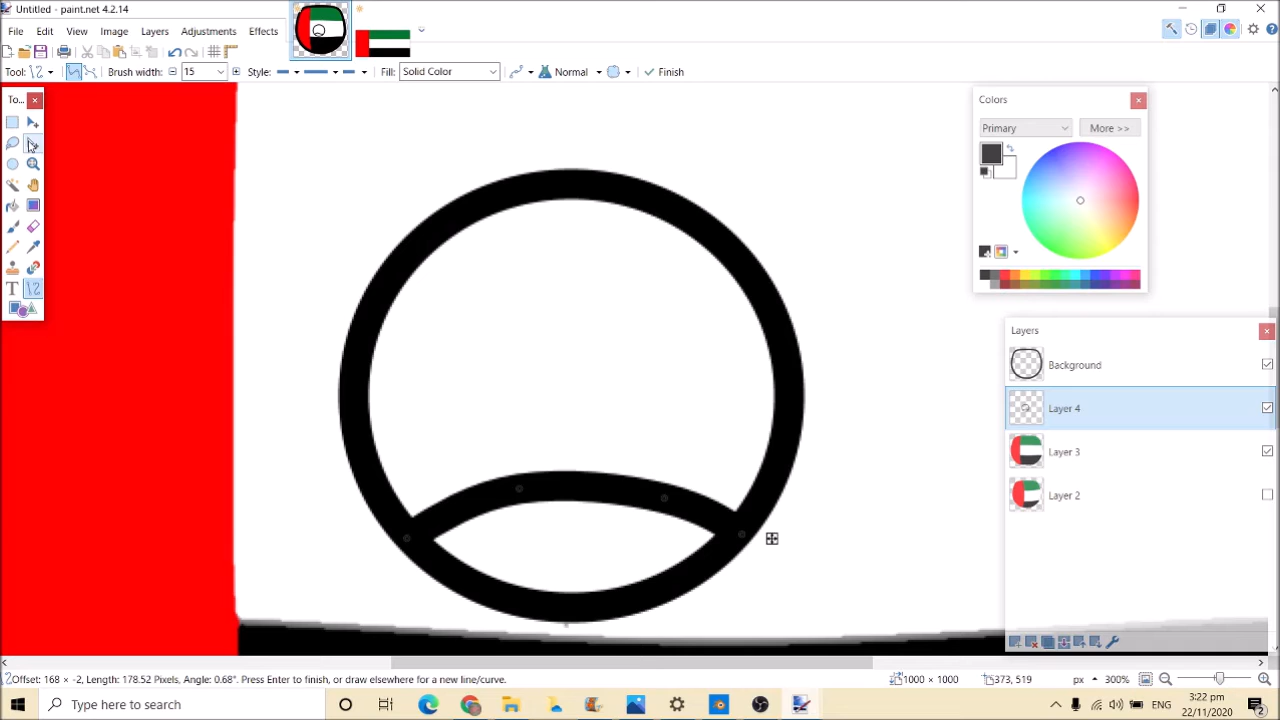 Untitled - paint.net 4.2.14
File Edit View Image Layers Adjustments Effects
Tool: Brush width: 15 Style: Fill: Solid Color Normal Finish
To...
Colors
Primary More >>
Layers
Background
Layer 4
Layer 3
Layer 2
Offset: 168 × -2, Length: 178.52 Pixels, Angle: 0.68°. Press Enter to finish, or draw elsewhere for a new line/curve. 1000 × 1000 373, 519 px 300%
Type here to search ENG 3:22 pm
22/11/2020
2